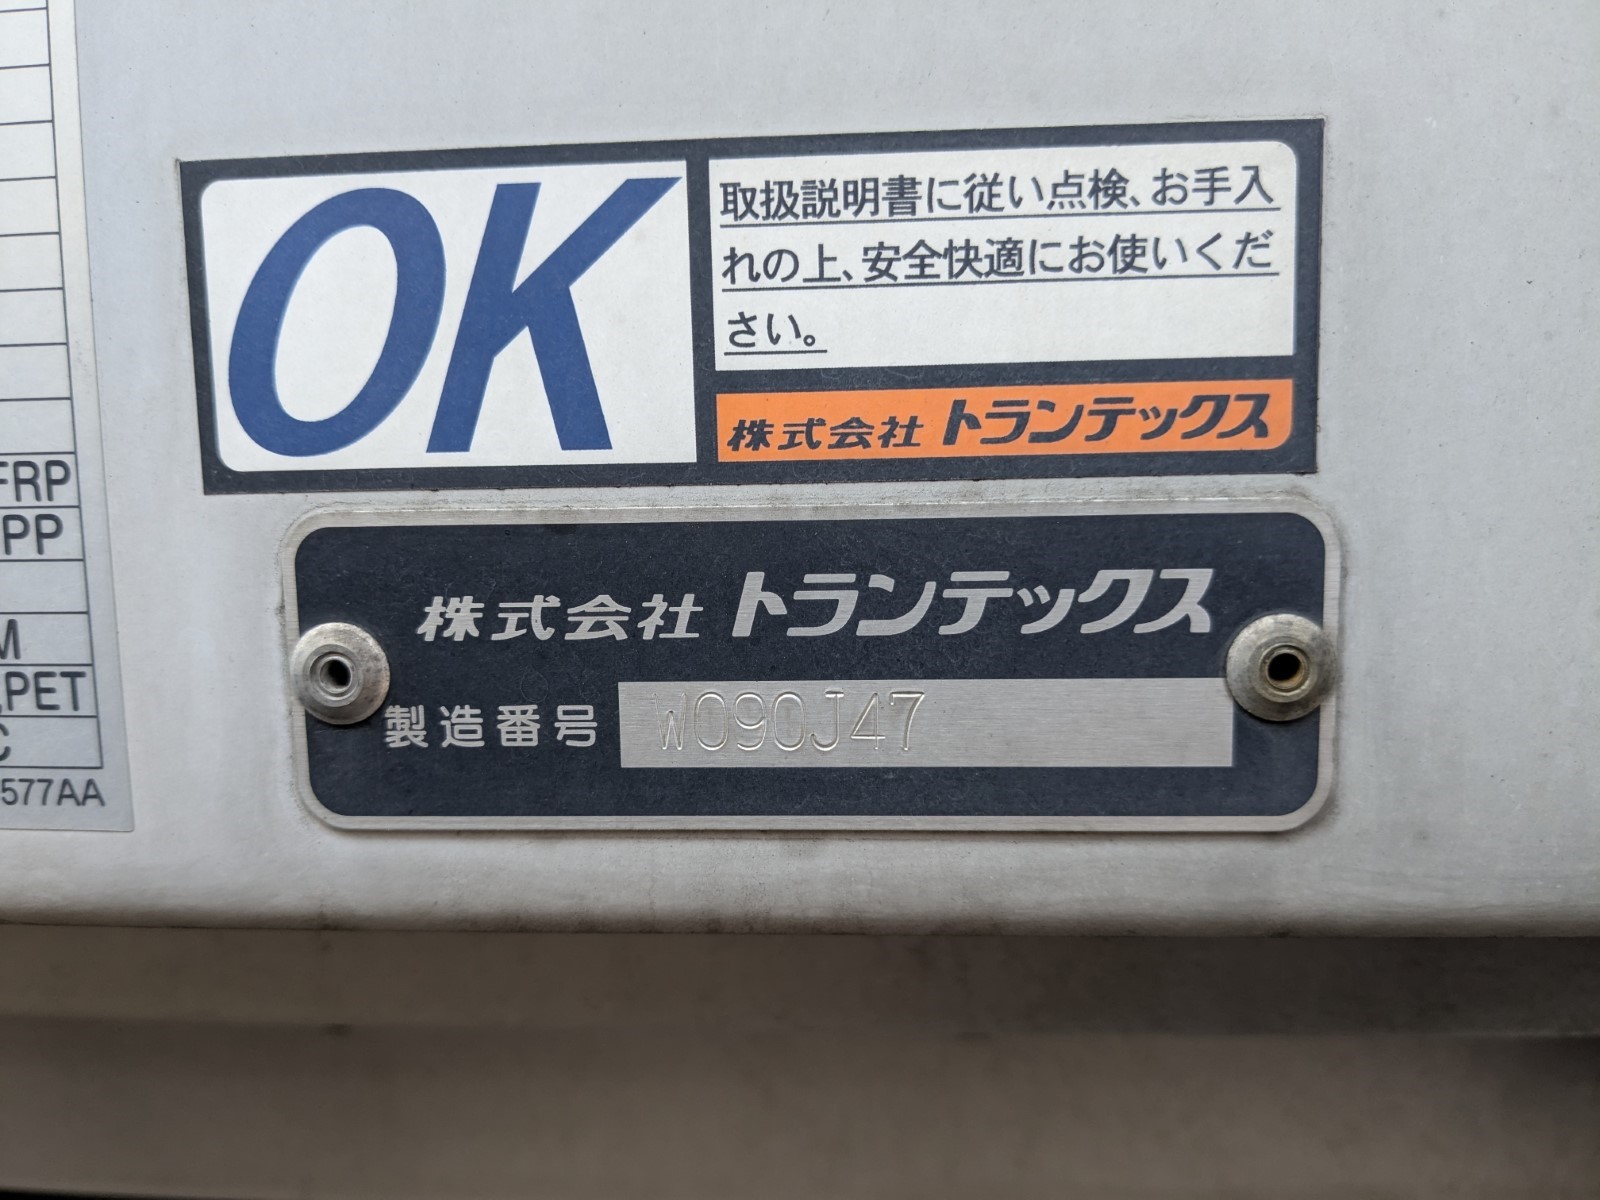 FRP
PP
M
,PET
C
577AA
OK
取扱説明書に従い点検、お手入
れの上、安全快適にお使いくだ
さい。
株式会社 トランテックス
株式会社 トランテックス
製造番号 W090J47